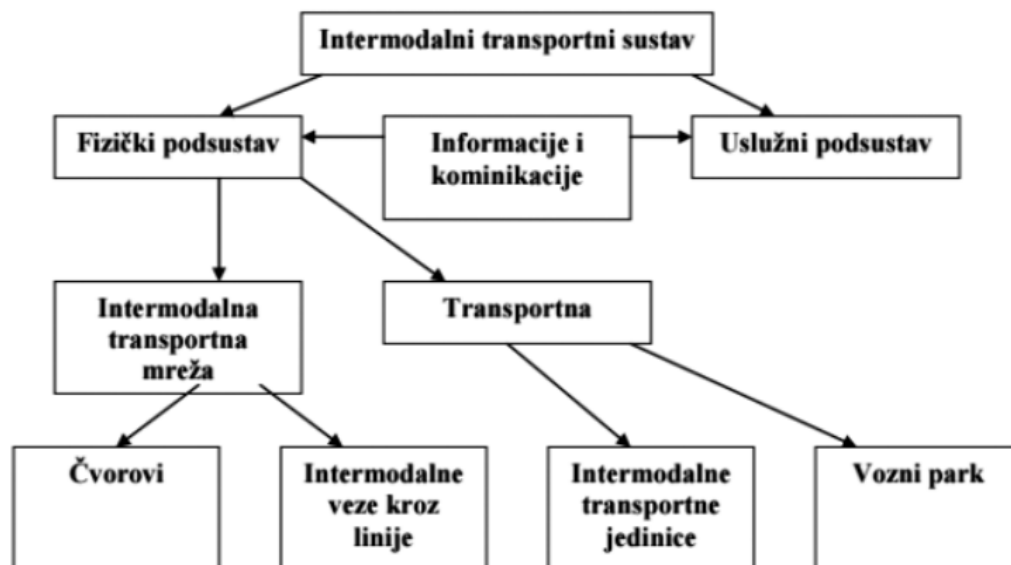 Intermodalni transportni sustav
Fizički podsustav
Informacije i
kominikacije
Uslužni podsustav
Intermodalna
transportna
mreža
Transportna
Čvorovi
Intermodalne
veze kroz
linije
Intermodalne
transportne
jedinice
Vozni park